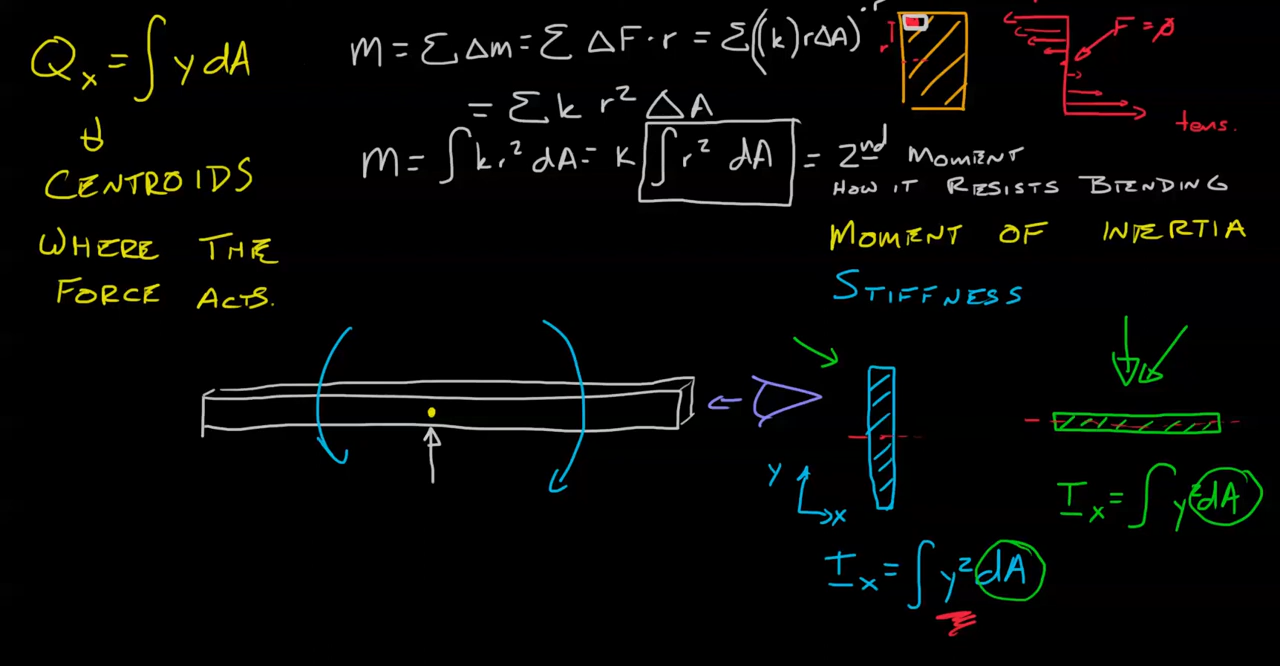 Qₓ = ∫ y dA
CENTROIDS
WHERE THE
FORCE ACTS.
m = Σ Δm = Σ ΔF · r = Σ((k) r ΔA) · r
= Σ k r² ΔA
m = ∫ k r² dA = k ∫ r² dA = 2nd MOMENT
HOW IT RESISTS BENDING
MOMENT OF INERTIA
STIFFNESS
r
F = ø
tens.
Y
X
Iₓ = ∫ y² dA
Iₓ = ∫ y² dA